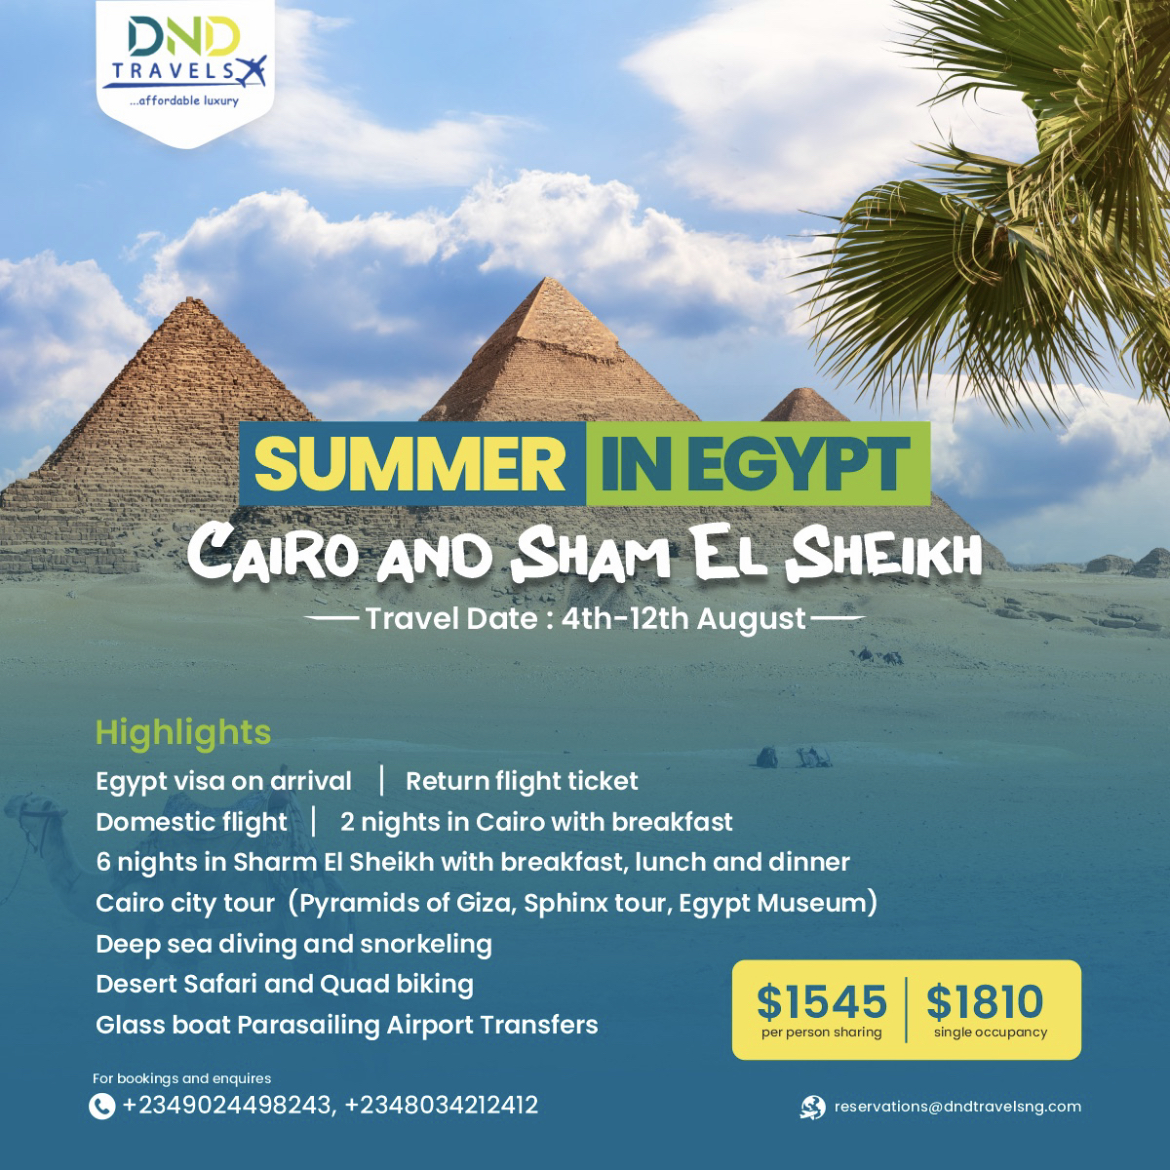 DND
TRAVELS
...affordable luxury
SUMMER IN EGYPT
CAIRO AND SHAM EL SHEIKH
Travel Date : 4th-12th August
Highlights
Egypt visa on arrival | Return flight ticket
Domestic flight | 2 nights in Cairo with breakfast
6 nights in Sharm El Sheikh with breakfast, lunch and dinner
Cairo city tour (Pyramids of Giza, Sphinx tour, Egypt Museum)
Deep sea diving and snorkeling
Desert Safari and Quad biking
Glass boat Parasailing Airport Transfers
$1545 | $1810
per person sharing single occupancy
For bookings and enquires
+2349024498243, +2348034212412
reservations@dndtravelsng.com